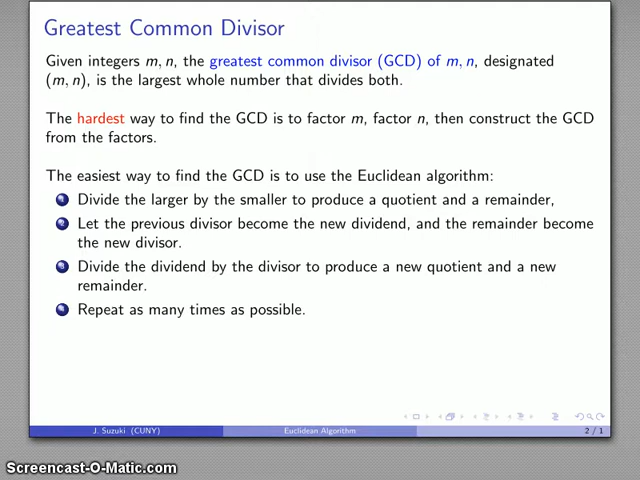 Greatest Common Divisor
Given integers m, n, the greatest common divisor (GCD) of m, n, designated
(m, n), is the largest whole number that divides both.
The hardest way to find the GCD is to factor m, factor n, then construct the GCD
from the factors.
The easiest way to find the GCD is to use the Euclidean algorithm:
1 Divide the larger by the smaller to produce a quotient and a remainder,
2 Let the previous divisor become the new dividend, and the remainder become
the new divisor.
3 Divide the dividend by the divisor to produce a new quotient and a new
remainder.
4 Repeat as many times as possible.
J. Suzuki (CUNY) Euclidean Algorithm 2 / 1
Screencast-O-Matic.com